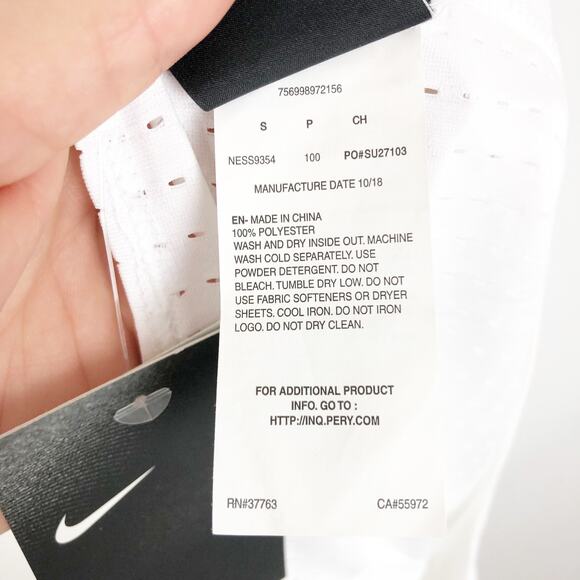 756998972156
S P CH
NESS9354 100 PO#SU27103
MANUFACTURE DATE 10/18
EN- MADE IN CHINA
100% POLYESTER
WASH AND DRY INSIDE OUT. MACHINE
WASH COLD SEPARATELY. USE
POWDER DETERGENT. DO NOT
BLEACH. TUMBLE DRY LOW. DO NOT
USE FABRIC SOFTENERS OR DRYER
SHEETS. COOL IRON. DO NOT IRON
LOGO. DO NOT DRY CLEAN.
FOR ADDITIONAL PRODUCT
INFO. GO TO :
HTTP://INQ.PERY.COM
RN#37763 CA#55972